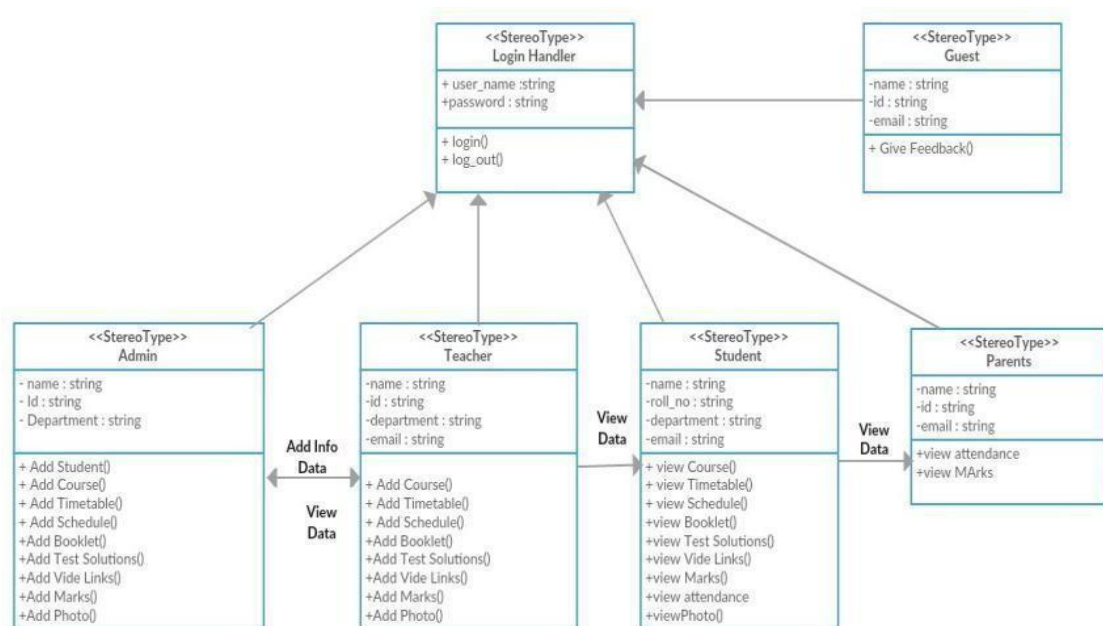 <<StereoType>>
Login Handler
+ user_name :string
+password : string
+ login()
+ log_out()
<<StereoType>>
Guest
-name : string
-id : string
-email : string
+ Give Feedback()
<<StereoType>>
Admin
- name : string
- Id : string
- Department : string
+ Add Student()
+ Add Course()
+ Add Timetable()
+ Add Schedule()
+Add Booklet()
+Add Test Solutions()
+Add Vide Links()
+Add Marks()
+Add Photo()
Add Info
Data
View
Data
<<StereoType>>
Teacher
-name : string
-id : string
-department : string
-email : string
+ Add Course()
+ Add Timetable()
+ Add Schedule()
+Add Booklet()
+Add Test Solutions()
+Add Vide Links()
+Add Marks()
+Add Photo()
View
Data
<<StereoType>>
Student
-name : string
-roll_no : string
-department : string
-email : string
+ view Course()
+ view Timetable()
+ view Schedule()
+view Booklet()
+view Test Solutions()
+view Vide Links()
+view Marks()
+view attendance
+viewPhoto()
View
Data
<<StereoType>>
Parents
-name : string
-id : string
-email : string
+view attendance
+view MArks